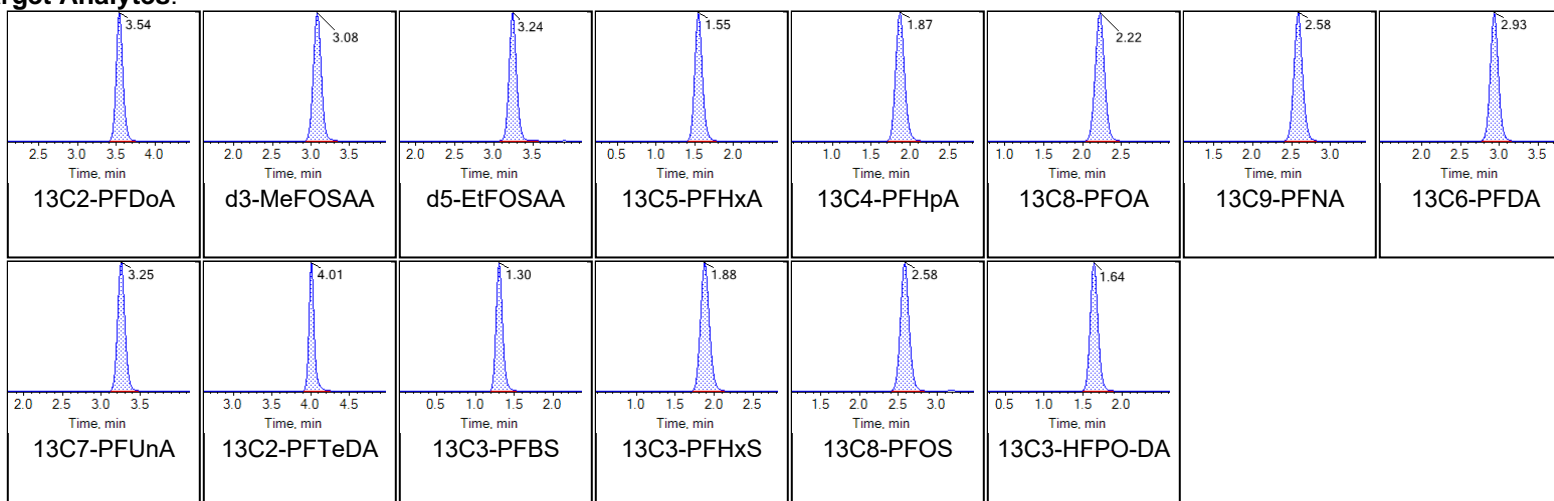 arget Analytes:
3.54
3.08
3.24
1.55
1.87
2.22
2.58
2.93
2.5 3.0 3.5 4.0
2.0 2.5 3.0 3.5
2.0 2.5 3.0 3.5
0.5 1.0 1.5 2.0
1.0 1.5 2.0 2.5
1.0 1.5 2.0 2.5
1.5 2.0 2.5 3.0
2.0 2.5 3.0 3.5
Time, min
Time, min
Time, min
Time, min
Time, min
Time, min
Time, min
Time, min
13C2-PFDoA
d3-MeFOSAA
d5-EtFOSAA
13C5-PFHxA
13C4-PFHpA
13C8-PFOA
13C9-PFNA
13C6-PFDA
3.25
4.01
1.30
1.88
2.58
1.64
2.0 2.5 3.0 3.5
3.0 3.5 4.0 4.5
0.5 1.0 1.5 2.0
1.0 1.5 2.0 2.5
1.5 2.0 2.5 3.0
0.5 1.0 1.5 2.0
Time, min
Time, min
Time, min
Time, min
Time, min
Time, min
13C7-PFUnA
13C2-PFTeDA
13C3-PFBS
13C3-PFHxS
13C8-PFOS
13C3-HFPO-DA